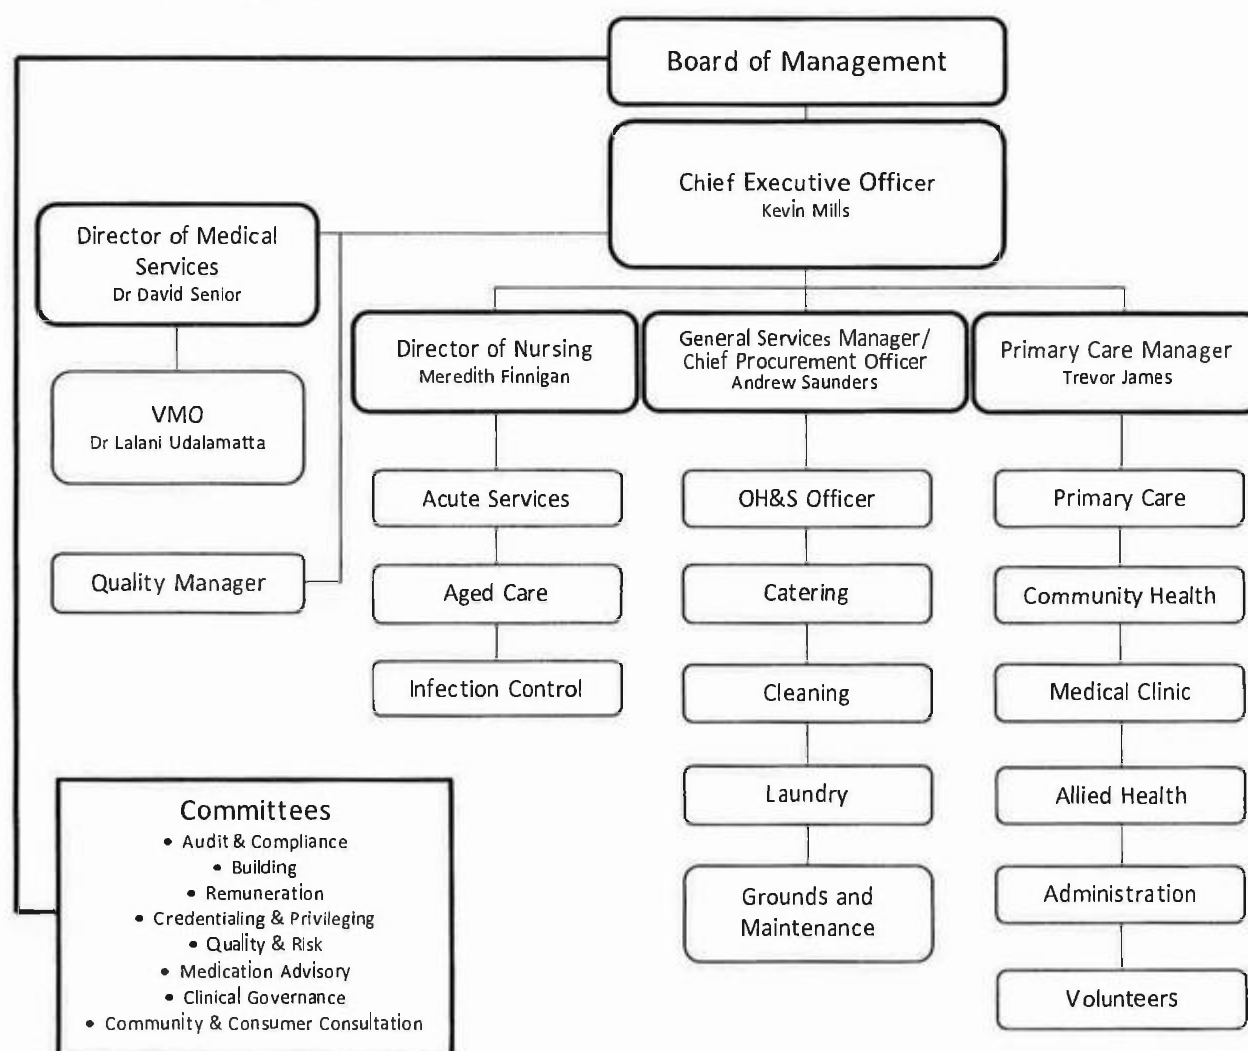 Board of Management
Chief Executive Officer
Kevin Mills
Director of Medical
Services
Dr David Senior
VMO
Dr Lalani Udalamatta
Quality Manager
Director of Nursing
Meredith Finnigan
Acute Services
Aged Care
Infection Control
General Services Manager/
Chief Procurement Officer
Andrew Saunders
OH&S Officer
Catering
Cleaning
Laundry
Grounds and
Maintenance
Primary Care Manager
Trevor James
Primary Care
Community Health
Medical Clinic
Allied Health
Administration
Volunteers
Committees
• Audit & Compliance
• Building
• Remuneration
• Credentialing & Privileging
• Quality & Risk
• Medication Advisory
• Clinical Governance
• Community & Consumer Consultation